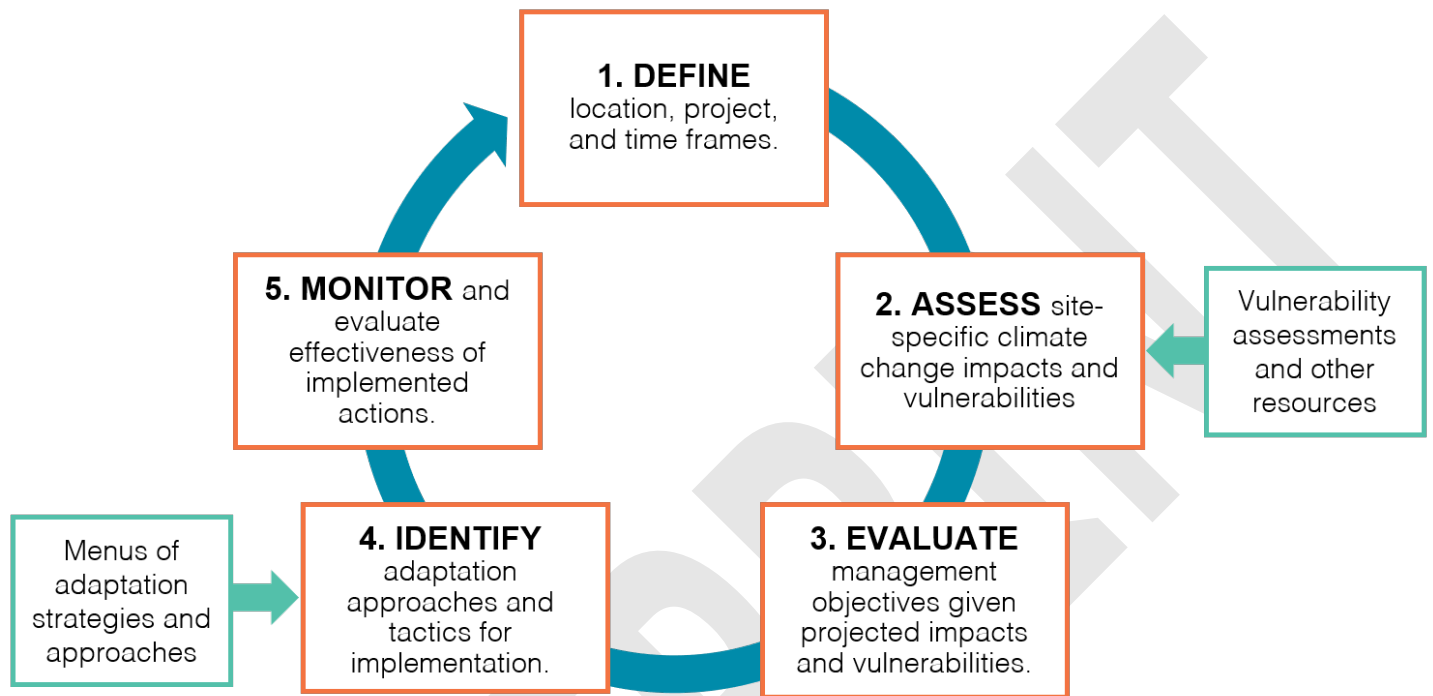 1. DEFINE
location, project,
and time frames.
2. ASSESS site-
specific climate
change impacts and
vulnerabilities
Vulnerability
assessments
and other
resources
3. EVALUATE
management
objectives given
projected impacts
and vulnerabilities.
4. IDENTIFY
adaptation
approaches and
tactics for
implementation.
Menus of
adaptation
strategies and
approaches
5. MONITOR and
evaluate
effectiveness of
implemented
actions.